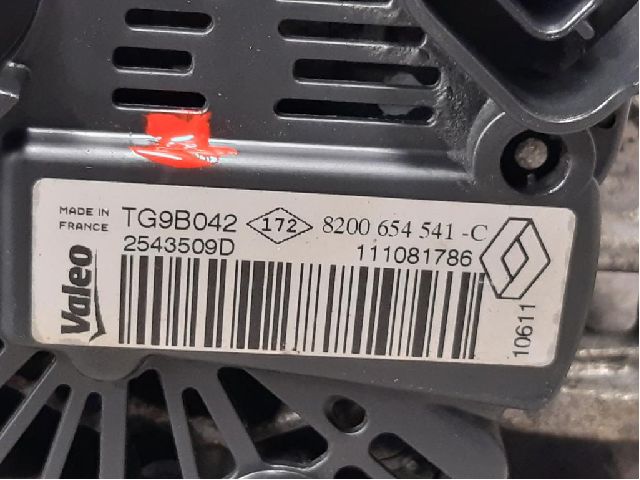 MADE IN
FRANCE
TG9B042 172 8200 654 541 -C
2543509D 111081786
Valeo
10611